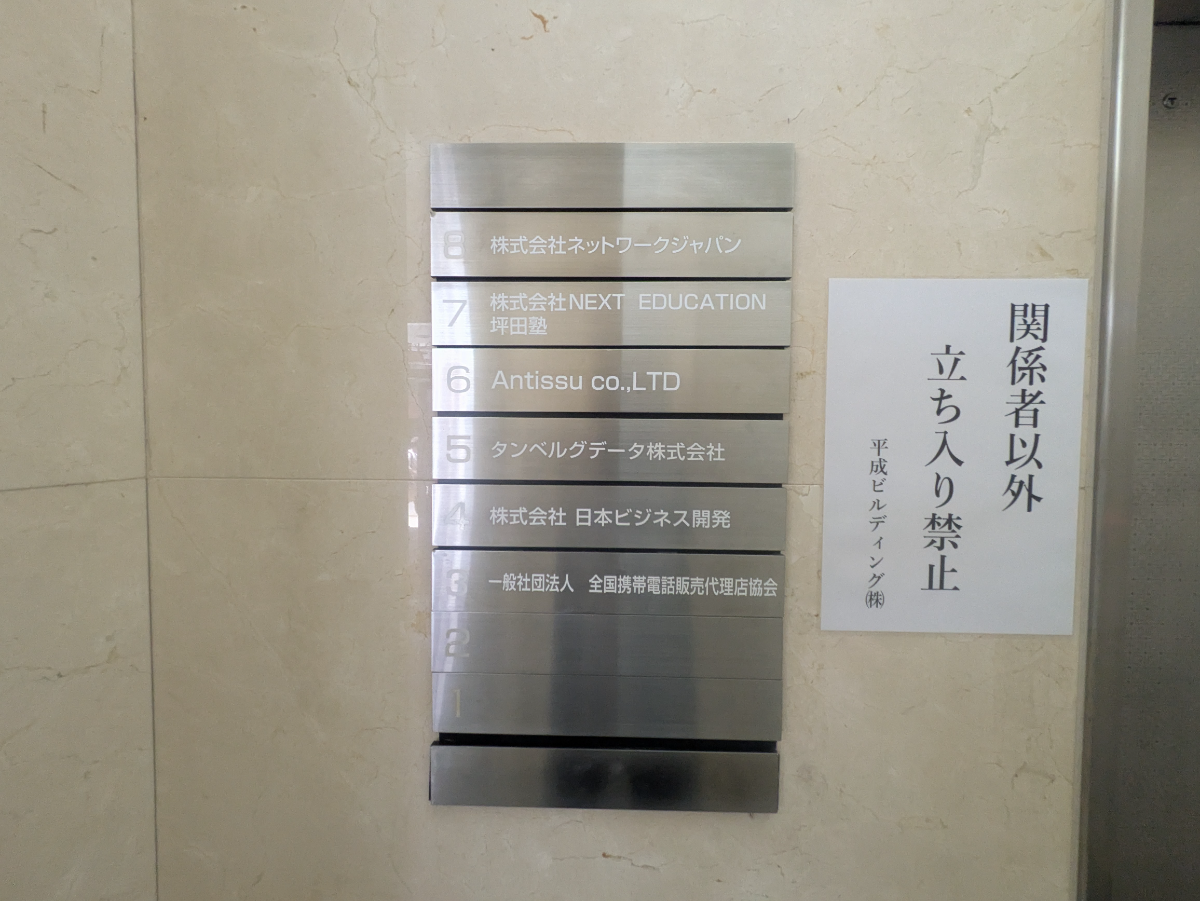 8 株式会社ネットワークジャパン
7 株式会社NEXT EDUCATION
坪田塾
6 Antissu co.,LTD
5 タンベルグデータ株式会社
4 株式会社 日本ビジネス開発
3 一般社団法人 全国携帯電話販売代理店協会
2
1
関係者以外
立ち入り禁止
平成ビルディング㈱